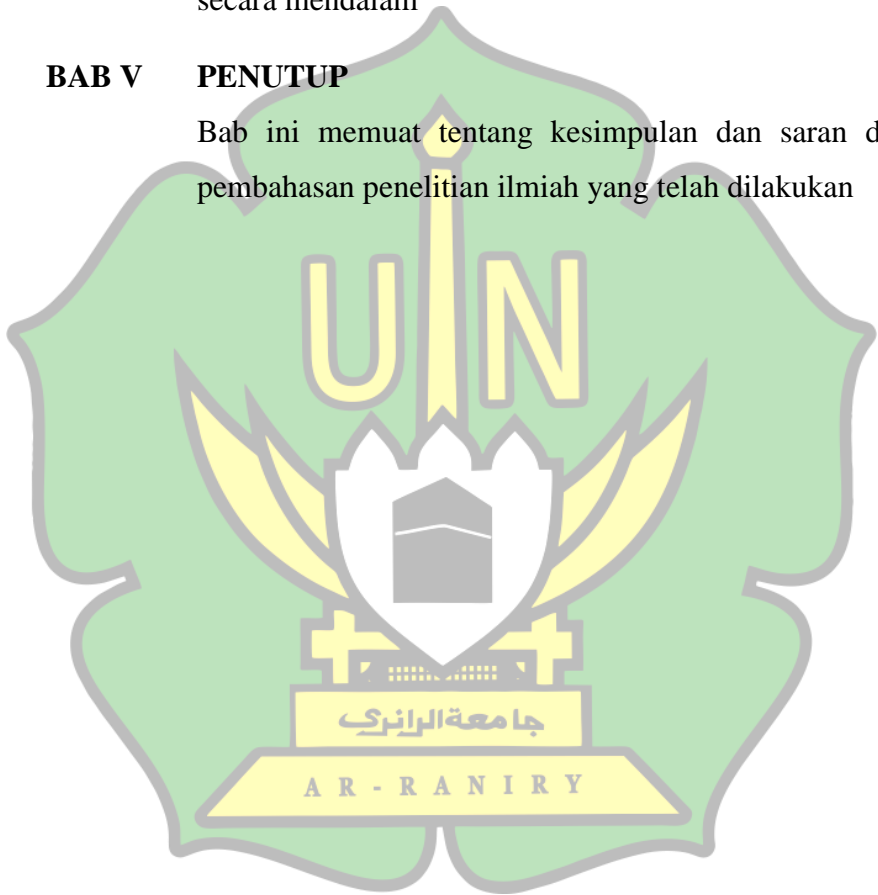 secara mendalam
BAB V PENUTUP
Bab ini memuat tentang kesimpulan dan saran d
pembahasan penelitian ilmiah yang telah dilakukan
UIN
جامعة الرانري
AR-RANIRY